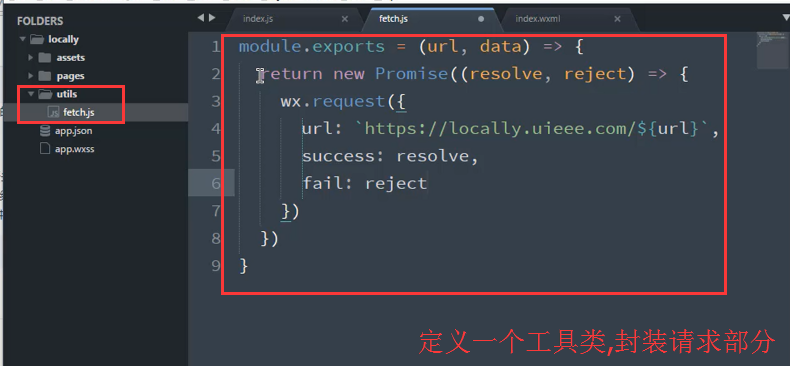 FOLDERS
locally
assets
pages
utils
fetch.js
app.json
app.wxss
index.js
fetch.js
index.wxml
1 module.exports = (url, data) => {
2 return new Promise((resolve, reject) => {
3 wx.request({
4 url: `https://locally.uieee.com/${url}`,
5 success: resolve,
6 fail: reject
7 })
8 })
9 }
定义一个工具类,封装请求部分